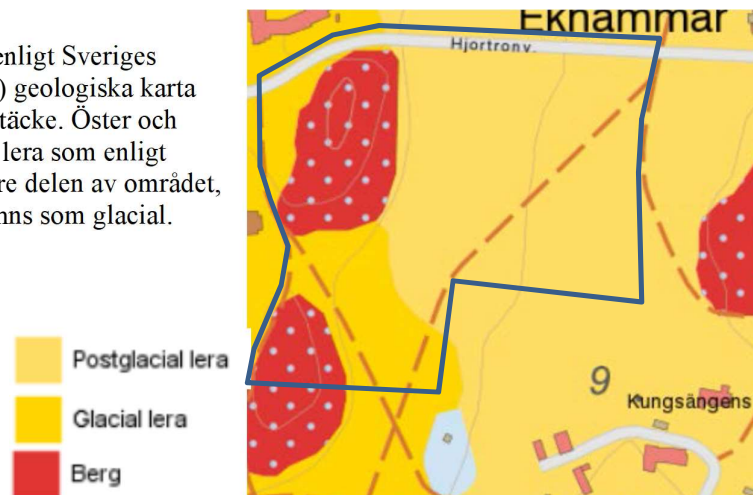 enligt Sveriges
) geologiska karta
täcke. Öster och
lera som enligt
re delen av området,
nns som glacial.
Postglacial lera
Glacial lera
Berg
Ekhammar
Hjortronv.
9
Kungsängens